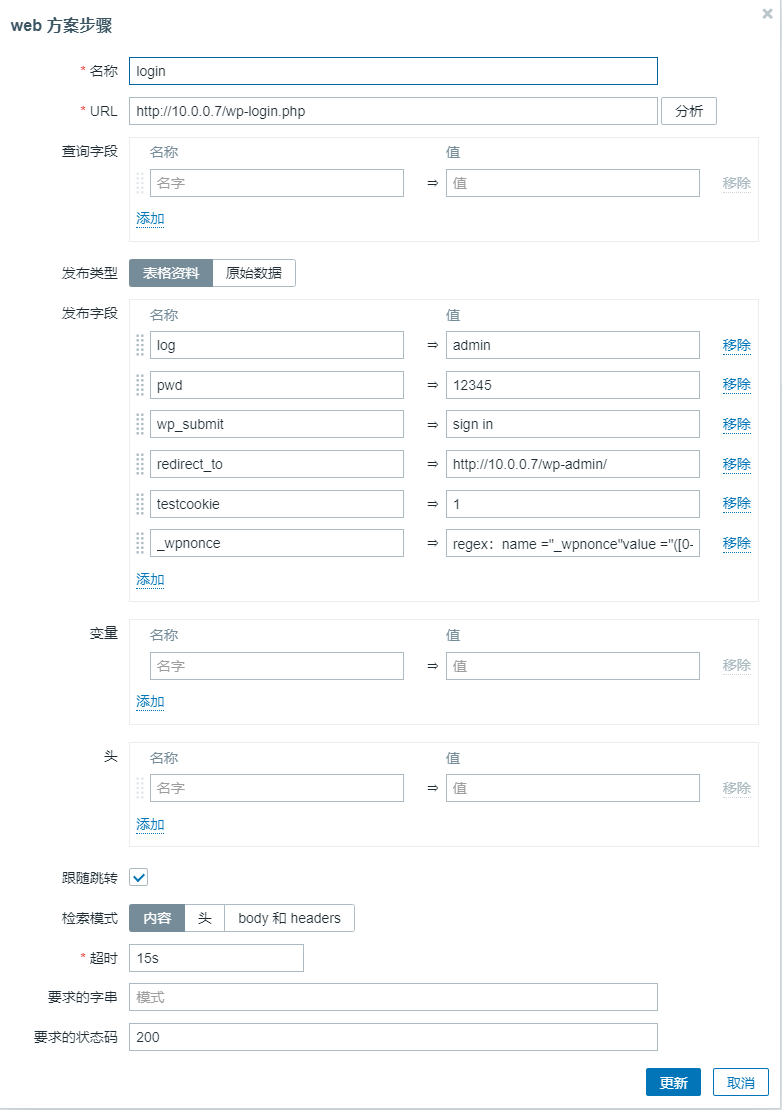 web 方案步骤
* 名称 login
* URL http://10.0.0.7/wp-login.php 分析
查询字段 名称 值
名字 ⇒ 值 移除
添加
发布类型 表格资料 原始数据
发布字段 名称 值
log ⇒ admin 移除
pwd ⇒ 12345 移除
wp_submit ⇒ sign in 移除
redirect_to ⇒ http://10.0.0.7/wp-admin/ 移除
testcookie ⇒ 1 移除
_wpnonce ⇒ regex：name ="_wpnonce"value ="([0- 移除
添加
变量 名称 值
名字 ⇒ 值 移除
添加
头 名称 值
名字 ⇒ 值 移除
添加
跟随跳转
检索模式 内容 头 body 和 headers
* 超时 15s
要求的字串 模式
要求的状态码 200
更新 取消